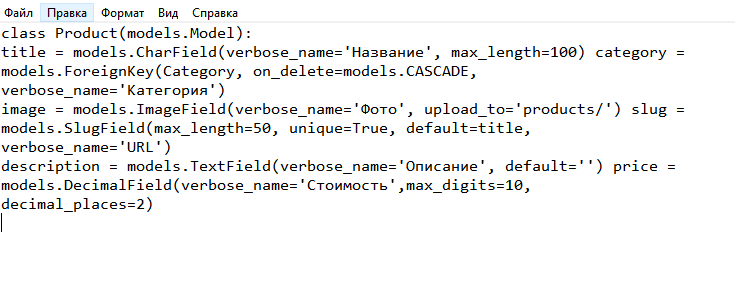 Файл Правка Формат Вид Справка
class Product(models.Model):
title = models.CharField(verbose_name='Название', max_length=100) category =
models.ForeignKey(Category, on_delete=models.CASCADE,
verbose_name='Категория')
image = models.ImageField(verbose_name='Фото', upload_to='products/') slug =
models.SlugField(max_length=50, unique=True, default=title,
verbose_name='URL')
description = models.TextField(verbose_name='Описание', default='') price =
models.DecimalField(verbose_name='Стоимость',max_digits=10,
decimal_places=2)